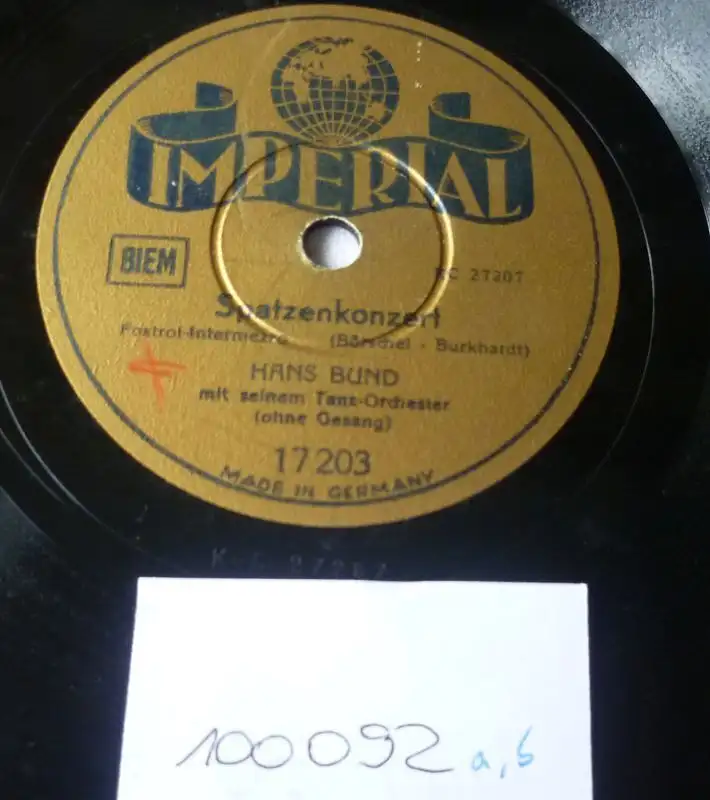 IMPERIAL
BIEM
KC 27207
Spatzenkonzert
Foxtrot-Intermezzo (Börschel - Burkhardt)
HANS BUND
mit seinem Tanz-Orchester
(ohne Gesang)
17203
MADE IN GERMANY
100092 a, b